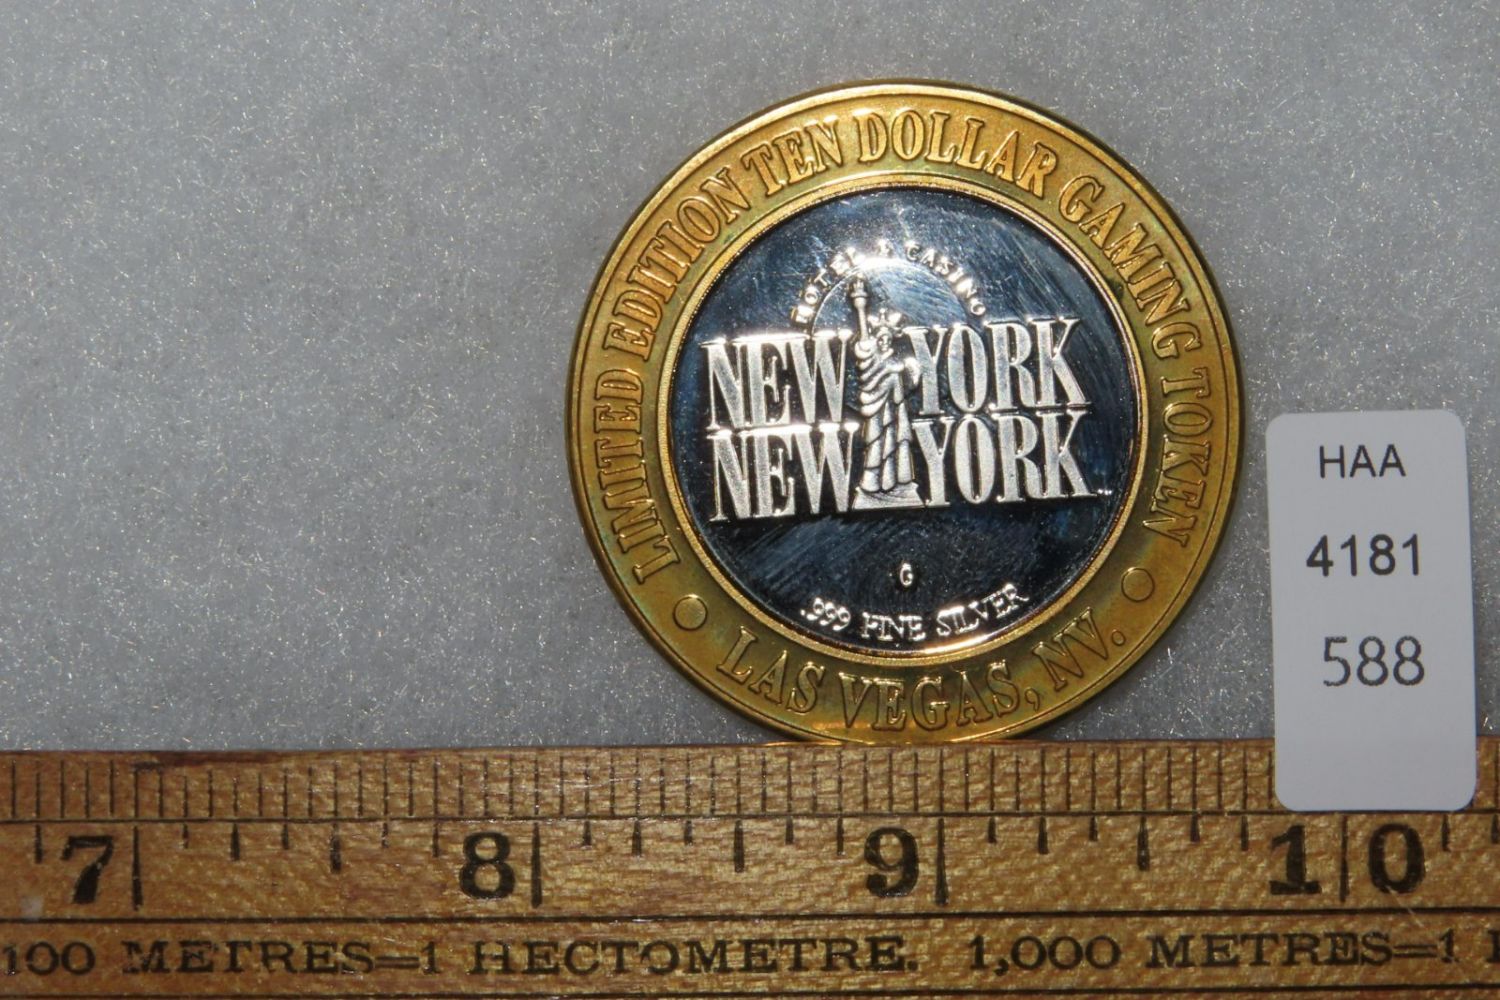 LIMITED EDITION TEN DOLLAR GAMING TOKEN
HOTEL & CASINO
NEW YORK
NEW YORK
G
.999 FINE SILVER
LAS VEGAS, NV.
HAA
4181
588
7 8 9 10
100 METRES=1 HECTOMETRE. 1,000 METRES=1